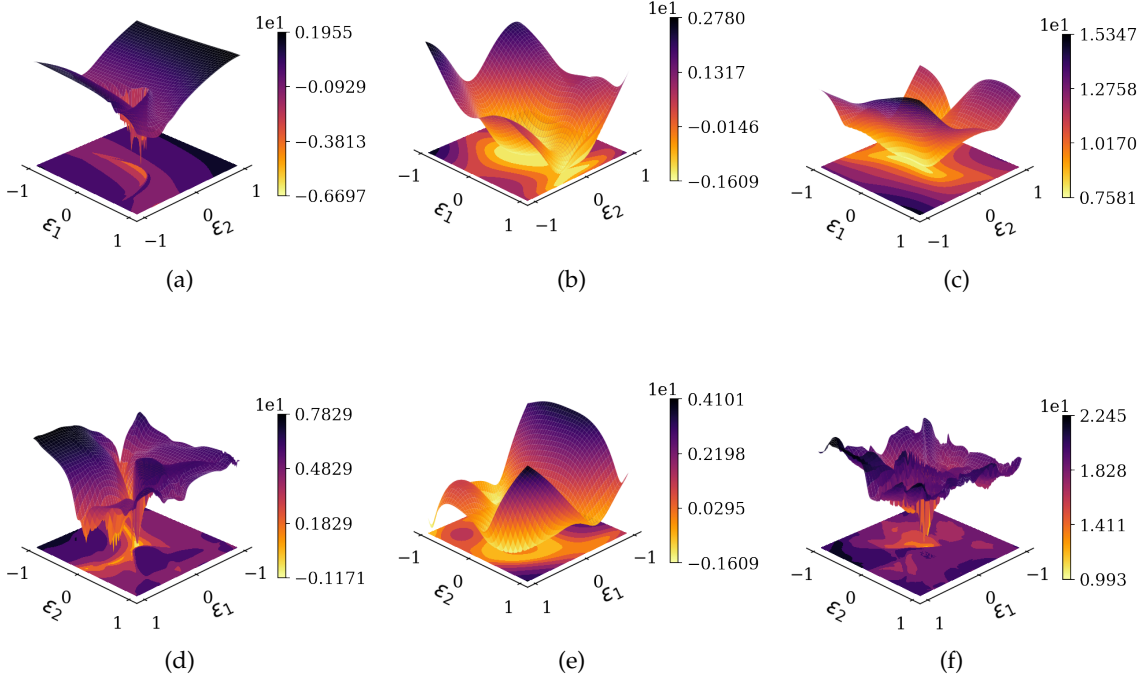 1e1
0.1955
−0.0929
−0.3813
−0.6697
−1
0
1
ε₁
−1
0
1
ε₂
(a)
1e1
0.2780
0.1317
−0.0146
−0.1609
−1
0
1
ε₁
−1
0
1
ε₂
(b)
1e1
1.5347
1.2758
1.0170
0.7581
−1
0
1
ε₁
−1
0
1
ε₂
(c)
1e1
0.7829
0.4829
0.1829
−0.1171
−1
0
1
ε₂
1
0
−1
ε₁
(d)
1e1
0.4101
0.2198
0.0295
−0.1609
−1
0
1
ε₂
1
0
−1
ε₁
(e)
1e1
2.245
1.828
1.411
0.993
−1
0
1
ε₂
1
0
−1
ε₁
(f)